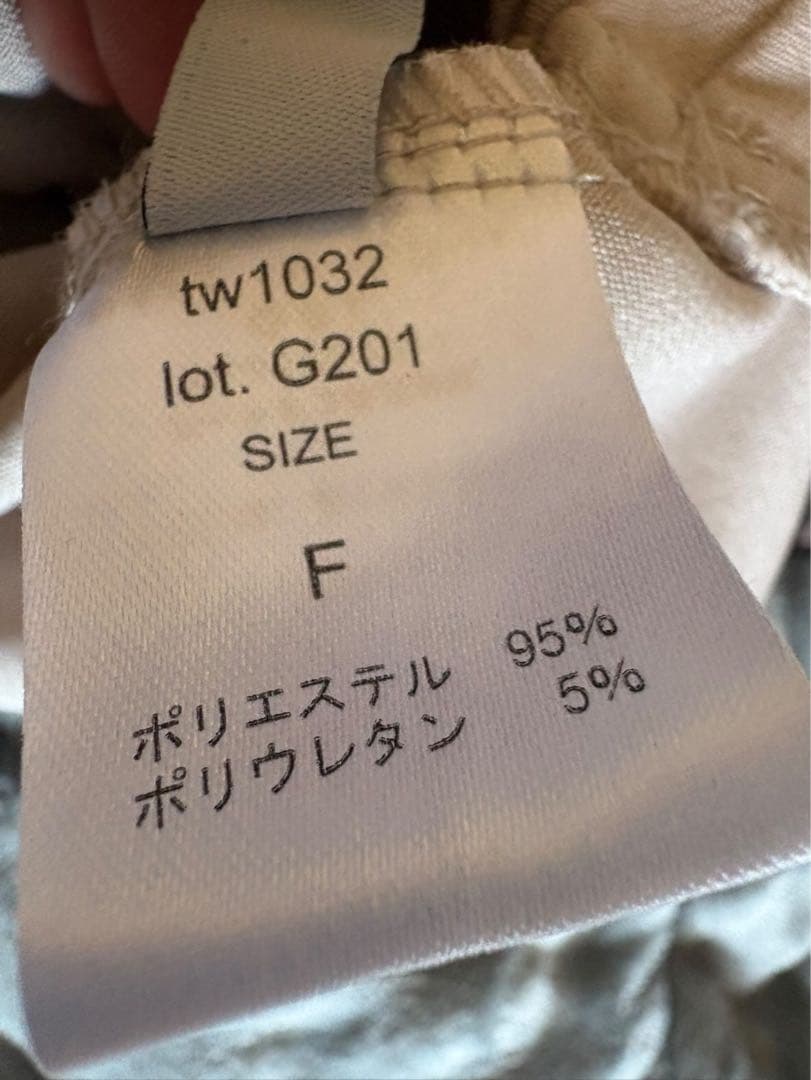 tw1032
lot. G201
SIZE
F
ポリエステル 95%
ポリウレタン 5%